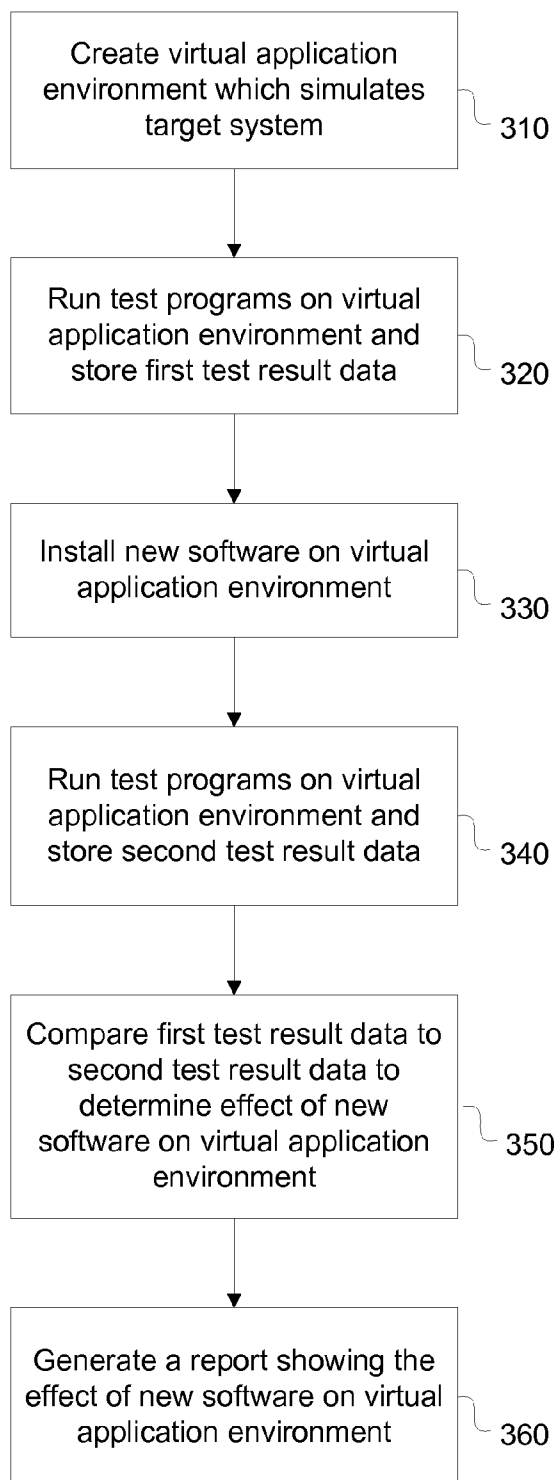 Create virtual application
environment which simulates
target system
310
Run test programs on virtual
application environment and
store first test result data
320
Install new software on virtual
application environment
330
Run test programs on virtual
application environment and
store second test result data
340
Compare first test result data to
second test result data to
determine effect of new
software on virtual application
environment
350
Generate a report showing the
effect of new software on virtual
application environment
360